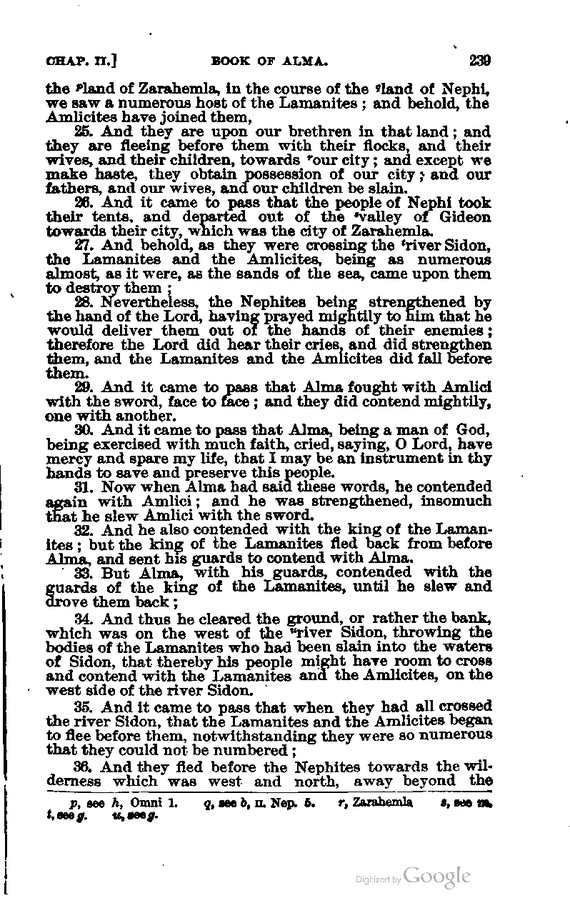 CHAP. II.] BOOK OF ALMA. 239
the ᵖland of Zarahemla, in the course of the ᑫland of Nephi,
we saw a numerous host of the Lamanites ; and behold, the
Amlicites have joined them,
25. And they are upon our brethren in that land ; and
they are fleeing before them with their flocks, and their
wives, and their children, towards ʳour city ; and except we
make haste, they obtain possession of our city ; and our
fathers, and our wives, and our children be slain.
26. And it came to pass that the people of Nephi took
their tents, and departed out of the ˢvalley of Gideon
towards their city, which was the city of Zarahemla.
27. And behold, as they were crossing the ᵗriver Sidon,
the Lamanites and the Amlicites, being as numerous
almost, as it were, as the sands of the sea, came upon them
to destroy them ;
28. Nevertheless, the Nephites being strengthened by
the hand of the Lord, having prayed mightily to him that he
would deliver them out of the hands of their enemies ;
therefore the Lord did hear their cries, and did strengthen
them, and the Lamanites and the Amlicites did fall before
them.
29. And it came to pass that Alma fought with Amlici
with the sword, face to face ; and they did contend mightily,
one with another.
30. And it came to pass that Alma, being a man of God,
being exercised with much faith, cried, saying, O Lord, have
mercy and spare my life, that I may be an instrument in thy
hands to save and preserve this people.
31. Now when Alma had said these words, he contended
again with Amlici ; and he was strengthened, insomuch
that he slew Amlici with the sword.
32. And he also contended with the king of the Laman-
ites ; but the king of the Lamanites fled back from before
Alma, and sent his guards to contend with Alma.
33. But Alma, with his guards, contended with the
guards of the king of the Lamanites, until he slew and
drove them back ;
34. And thus he cleared the ground, or rather the bank,
which was on the west of the ᵘriver Sidon, throwing the
bodies of the Lamanites who had been slain into the waters
of Sidon, that thereby his people might have room to cross
and contend with the Lamanites and the Amlicites, on the
west side of the river Sidon.
35. And it came to pass that when they had all crossed
the river Sidon, that the Lamanites and the Amlicites began
to flee before them, notwithstanding they were so numerous
that they could not be numbered ;
36. And they fled before the Nephites towards the wil-
derness which was west and north, away beyond the
p, see h, Omni 1. q, see b, II. Nep. 5. r, Zarahemla s, see m.
t, see g. u, see g.
Digitized by Google